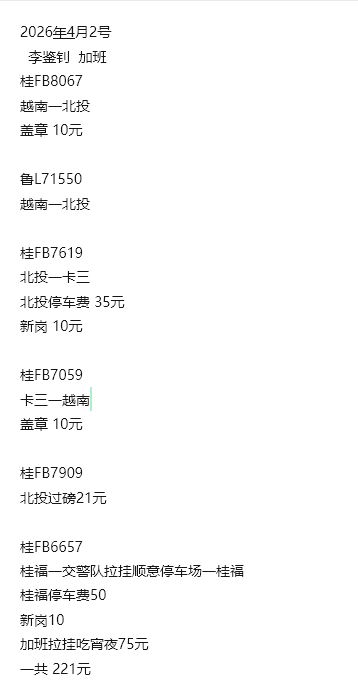 2026年4月2号
李鉴钊 加班
桂FB8067
越南一北投
盖章 10元
鲁L71550
越南一北投
桂FB7619
北投一卡三
北投停车费 35元
新岗 10元
桂FB7059
卡三一越南
盖章 10元
桂FB7909
北投过磅21元
桂FB6657
桂福一交警队拉挂顺意停车场一桂福
桂福停车费50
新岗10
加班拉挂吃宵夜75元
一共 221元